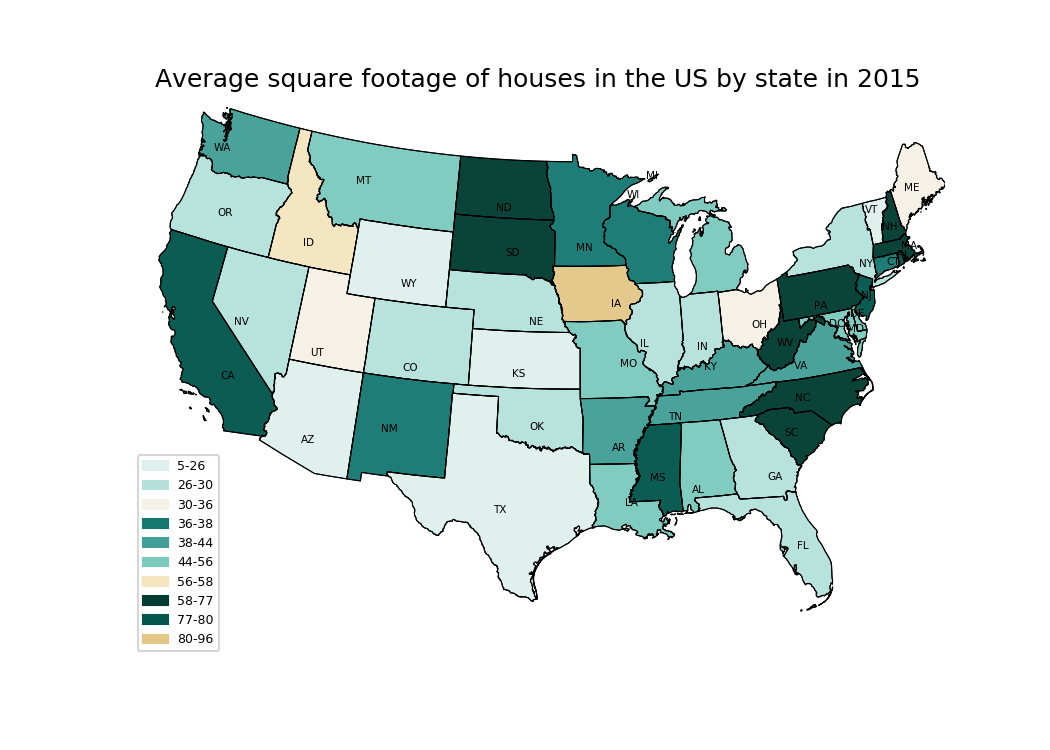 Average square footage of houses in the US by state in 2015
WA
MT
ND
MN
WI
MI
ME
VT
NH
MA
OR
ID
SD
WY
NY
CT
NJ
PA
IA
NE
NV
UT
CO
KS
IL
IN
OH
DE
DC
MD
WV
VA
KY
MO
CA
AZ
NM
OK
AR
TN
NC
SC
TX
LA
MS
AL
GA
FL
5-26
26-30
30-36
36-38
38-44
44-56
56-58
58-77
77-80
80-96